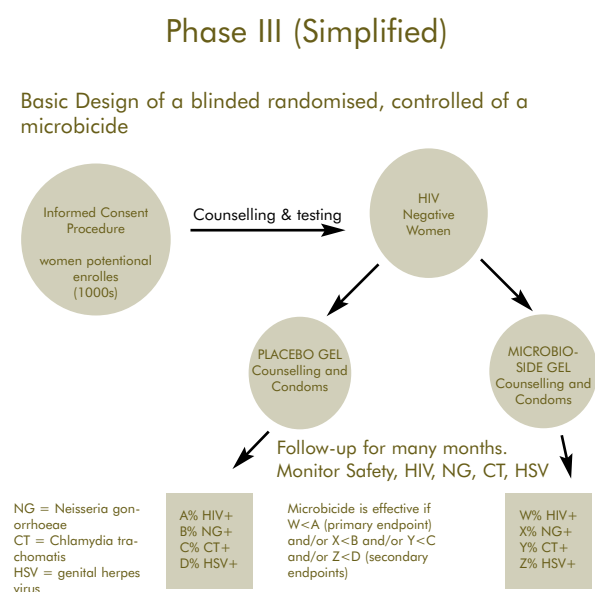 Phase III (Simplified)
Basic Design of a blinded randomised, controlled of a
microbicide
Informed Consent
Procedure
women potentional
enrolles
(1000s)
Counselling & testing
HIV
Negative
Women
PLACEBO GEL
Counselling and
Condoms
MICROBIO-
SIDE GEL
Counselling and
Condoms
Follow-up for many months.
Monitor Safety, HIV, NG, CT, HSV
NG = Neisseria gon-
orrhoeae
CT = Chlamydia tra-
chomatis
HSV = genital herpes
virus
A% HIV+
B% NG+
C% CT+
D% HSV+
Microbicide is effective if
W<A (primary endpoint)
and/or X<B and/or Y<C
and/or Z<D (secondary
endpoints)
W% HIV+
X% NG+
Y% CT+
Z% HSV+